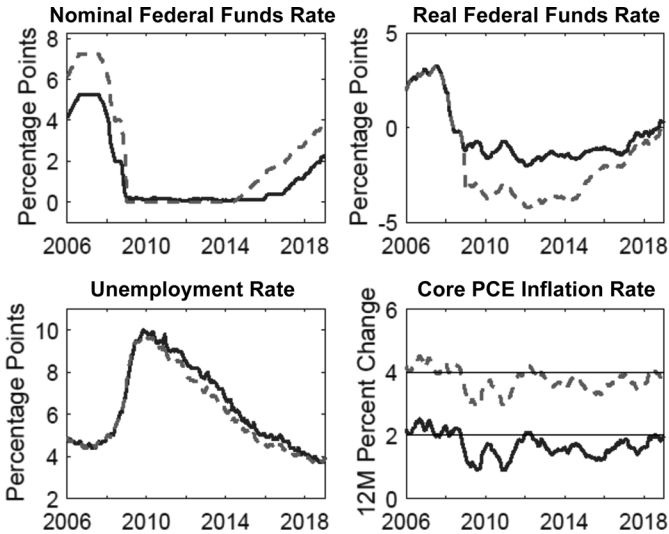 Nominal Federal Funds Rate
Percentage Points
8
6
4
2
0
2006 2010 2014 2018
Real Federal Funds Rate
Percentage Points
5
0
-5
2006 2010 2014 2018
Unemployment Rate
Percentage Points
10
8
6
4
2
2006 2010 2014 2018
Core PCE Inflation Rate
12M Percent Change
6
4
2
0
2006 2010 2014 2018